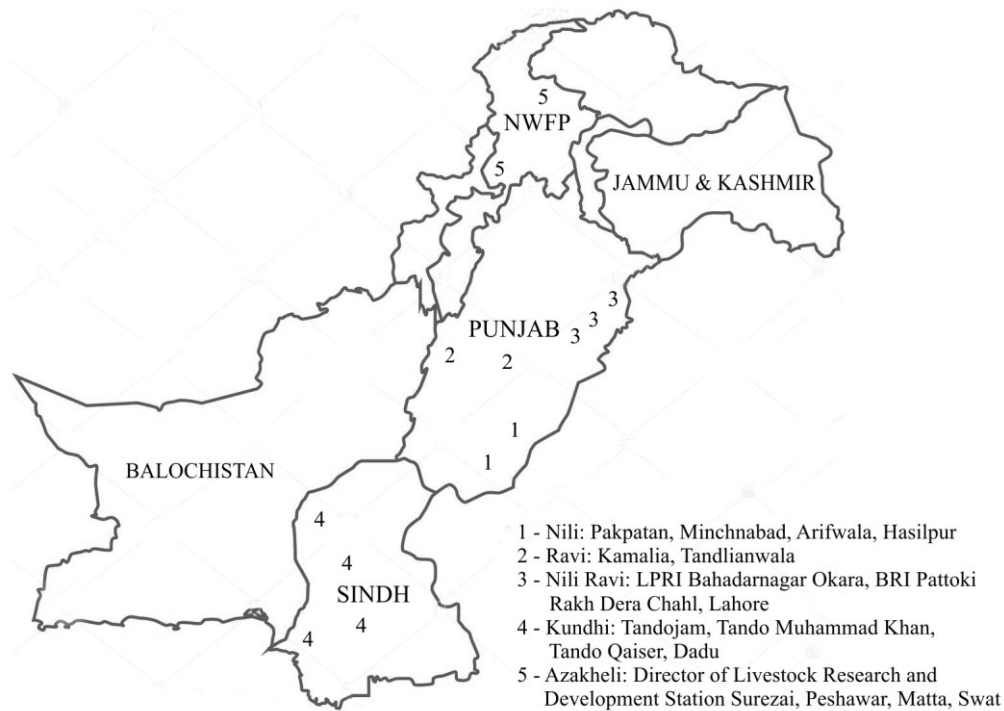 5
NWFP
5
JAMMU & KASHMIR
3
3
PUNJAB
3
2
2
1
1
BALOCHISTAN
4
4
SINDH
4
4
1 - Nili: Pakpatan, Minchnabad, Arifwala, Hasilpur
2 - Ravi: Kamalia, Tandlianwala
3 - Nili Ravi: LPRI Bahadarnagar Okara, BRI Pattoki
Rakh Dera Chahl, Lahore
4 - Kundhi: Tandojam, Tando Muhammad Khan,
Tando Qaiser, Dadu
5 - Azakheli: Director of Livestock Research and
Development Station Surezai, Peshawar, Matta, Swat